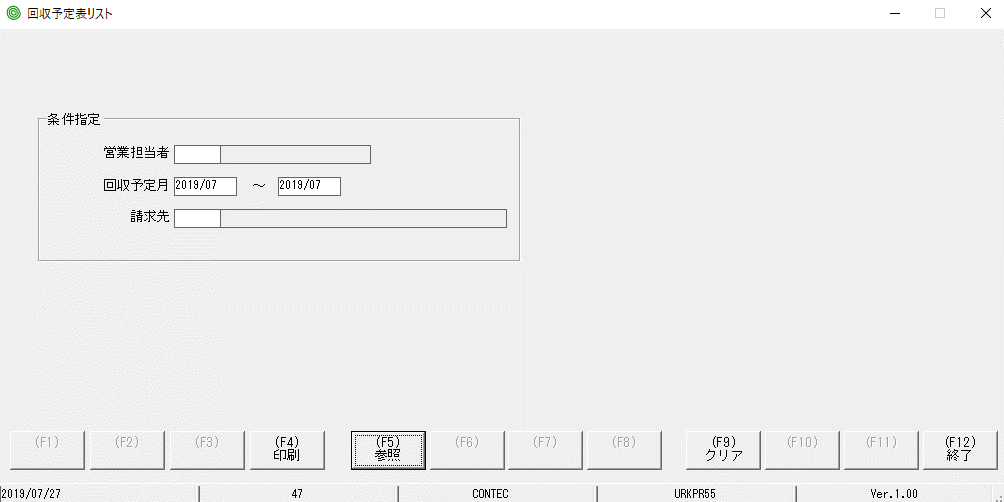 回収予定表リスト
条件指定
営業担当者
回収予定月 2019/07 ～ 2019/07
請求先
(F1) (F2) (F3) (F4) (F5) (F6) (F7) (F8) (F9) (F10) (F11) (F12)
印刷 参照 クリア 終了
2019/07/27 47 CONTEC URKPR55 Ver.1.00